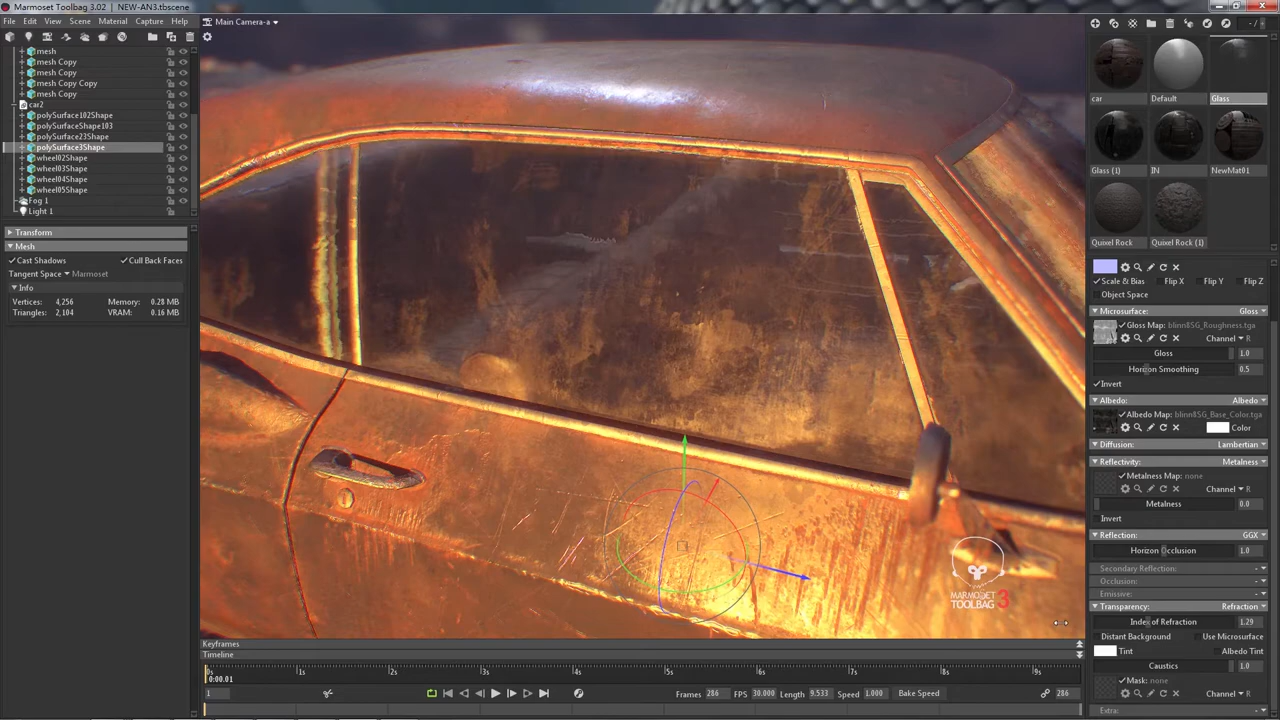 Marmoset Toolbag 3.02 | NEW-AN3.tbscene
File Edit View Scene Material Capture Help
Main Camera-a
mesh
mesh Copy
mesh Copy
mesh Copy Copy
mesh Copy
car2
polySurface102Shape
polySurfaceShape103
polySurface23Shape
polySurface3Shape
wheel02Shape
wheel03Shape
wheel04Shape
wheel05Shape
Fog 1
Light 1
Transform
Mesh
Cast Shadows Cull Back Faces
Tangent Space Marmoset
Info
Vertices: 4,256 Memory: 0.28 MB
Triangles: 2,104 VRAM: 0.16 MB
MARMOSET
TOOLBAG 3
Keyframes
Timeline
0s 1s 2s 3s 4s 5s 6s 7s 8s 9s
0:00.01
1 Frames 286 FPS 30.000 Length 9.533 Speed 1.000 Bake Speed 286
car Default Glass
Glass (1) IN NewMat01
Quixel Rock Quixel Rock (1)
Scale & Bias Flip X Flip Y Flip Z
Object Space
Microsurface: Gloss
Gloss Map: blinn8SG_Roughness.tga
Channel R
Gloss 1.0
Horizon Smoothing 0.5
Invert
Albedo: Albedo
Albedo Map: blinn8SG_Base_Color.tga
Color
Diffusion: Lambertian
Reflectivity: Metalness
Metalness Map: none
Channel R
Metalness 0.0
Invert
Reflection: GGX
Horizon Occlusion 1.0
Secondary Reflection:
Occlusion:
Emissive:
Transparency: Refraction
Index of Refraction 1.29
Distant Background Use Microsurface
Tint Albedo Tint
Caustics 1.0
Mask: none
Channel R
Extra: